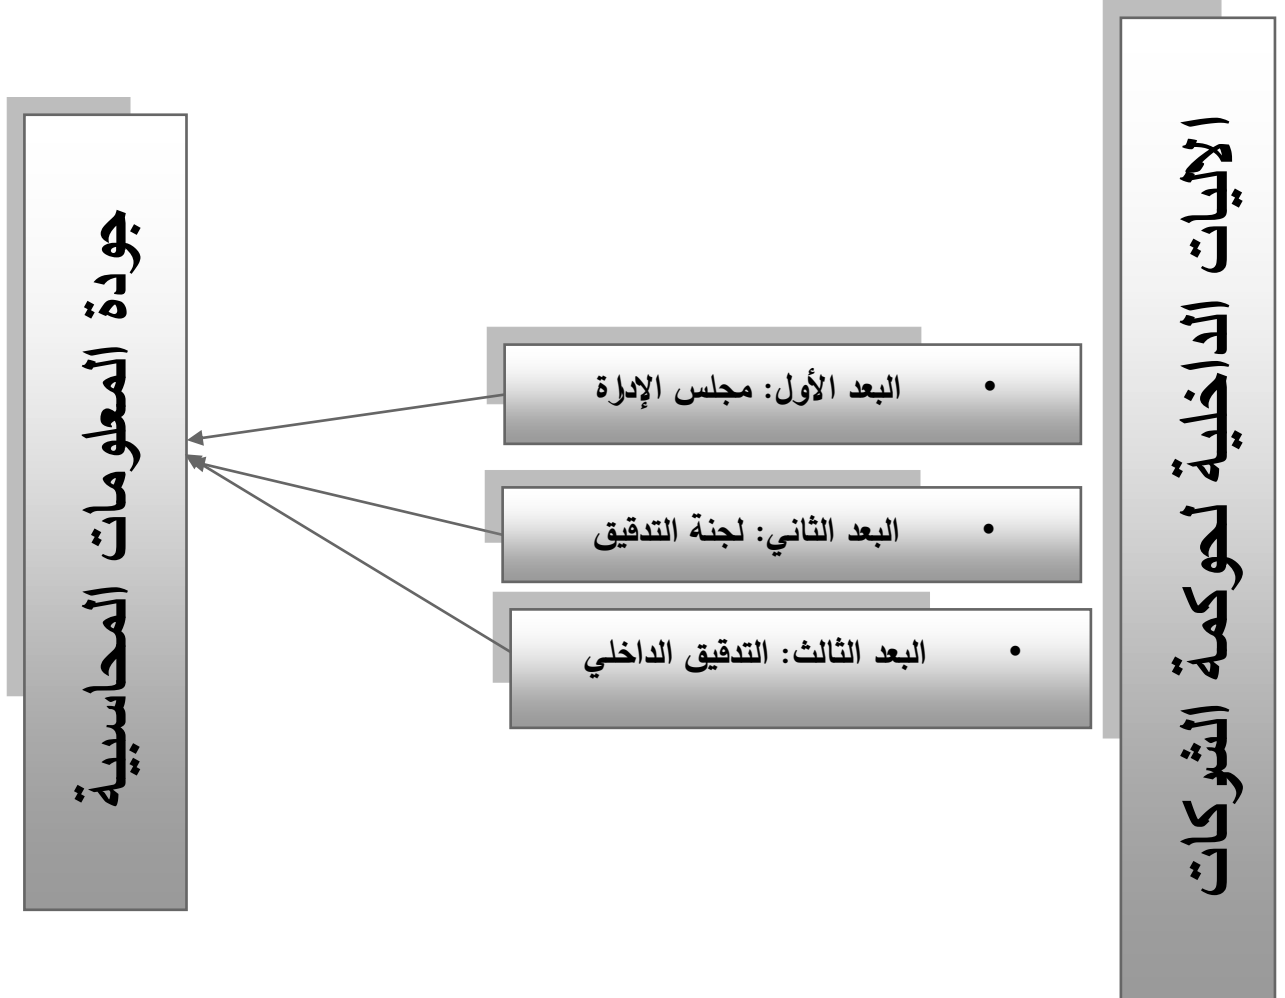 الآليات الداخلية لحوكمة الشركات
• البعد الأول: مجلس الإدارة
• البعد الثاني: لجنة التدقيق
• البعد الثالث: التدقيق الداخلي
جودة المعلومات المحاسبية